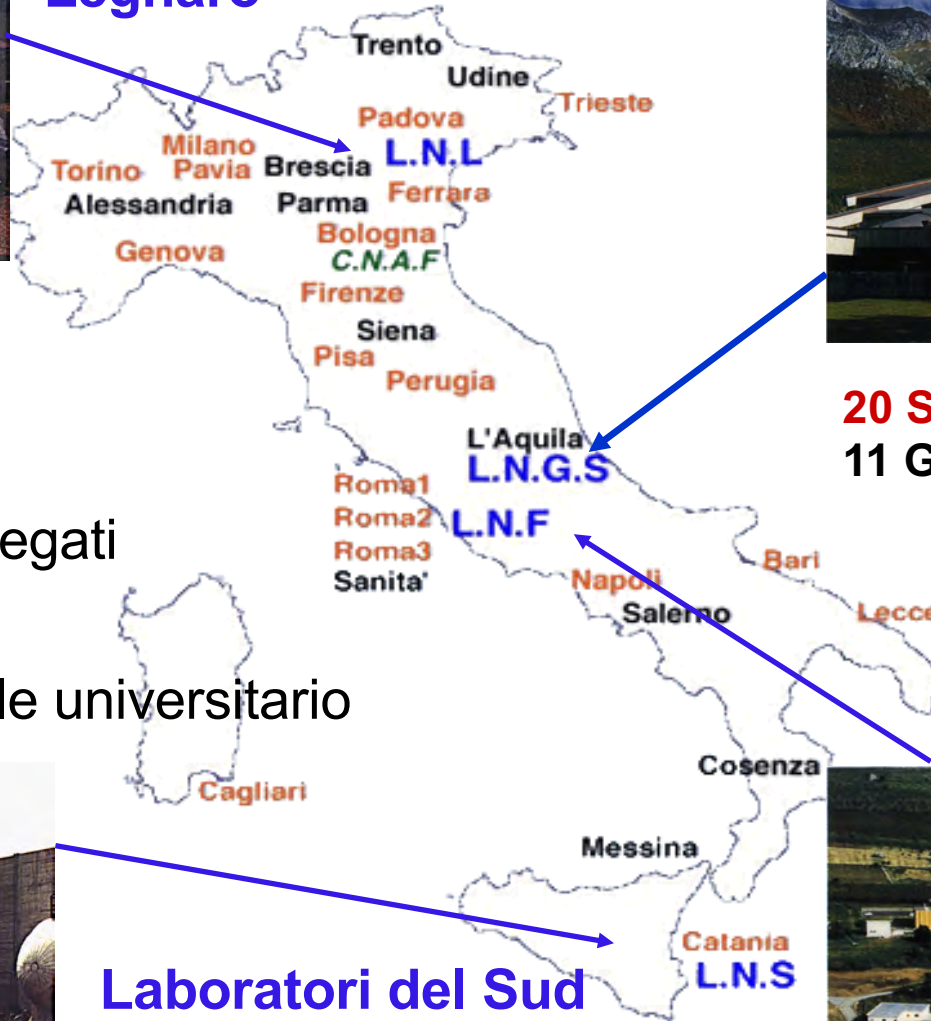 Legnaro
Trento
Udine
Trieste
Padova
Milano
L.N.L
Torino
Pavia
Brescia
Alessandria
Parma
Ferrara
Genova
Bologna
C.N.A.F
Firenze
Siena
Pisa
Perugia
20 S
11 G
L'Aquila
L.N.G.S
Roma1
Roma2
L.N.F
egati
Roma3
Bari
Sanita'
Napoli
Salerno
Lecce
le universitario
Cosenza
Cagliari
Messina
Catania
L.N.S
Laboratori del Sud